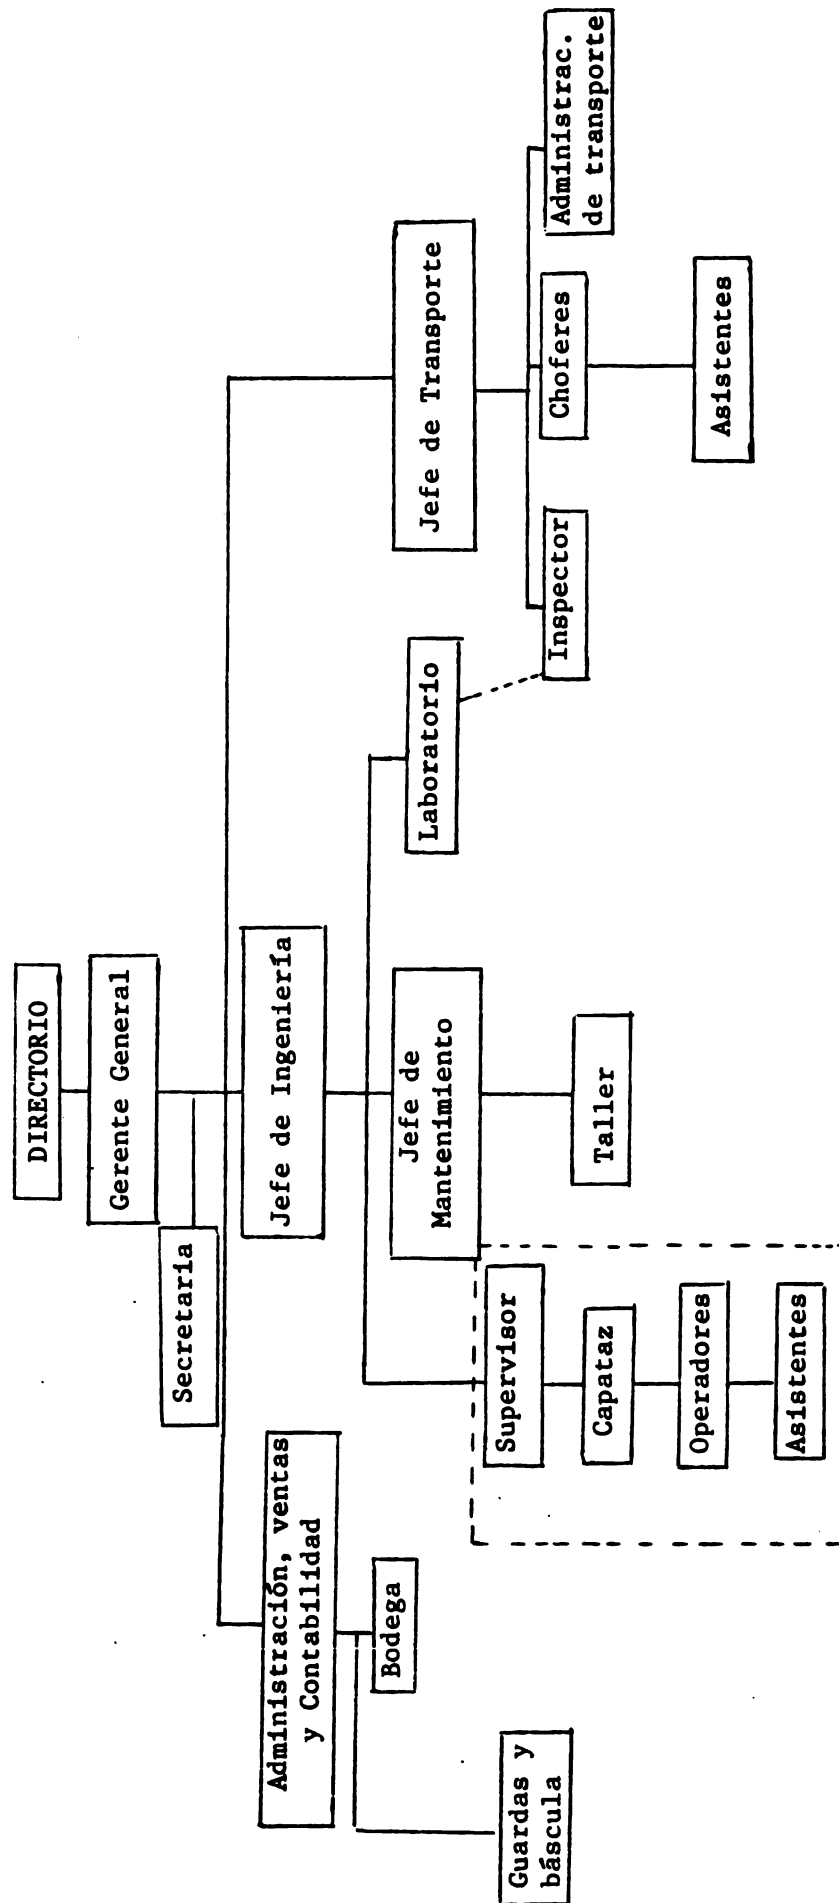 DIRECTORIO
Gerente General
Secretaria
Administración, ventas
y Contabilidad
Jefe de Ingeniería
Jefe de Transporte
Bodega
Guardas y
báscula
Supervisor
Capataz
Operadores
Asistentes
Jefe de
Mantenimiento
Taller
Laboratorio
Inspector
Choferes
Asistentes
Administrac.
de transporte